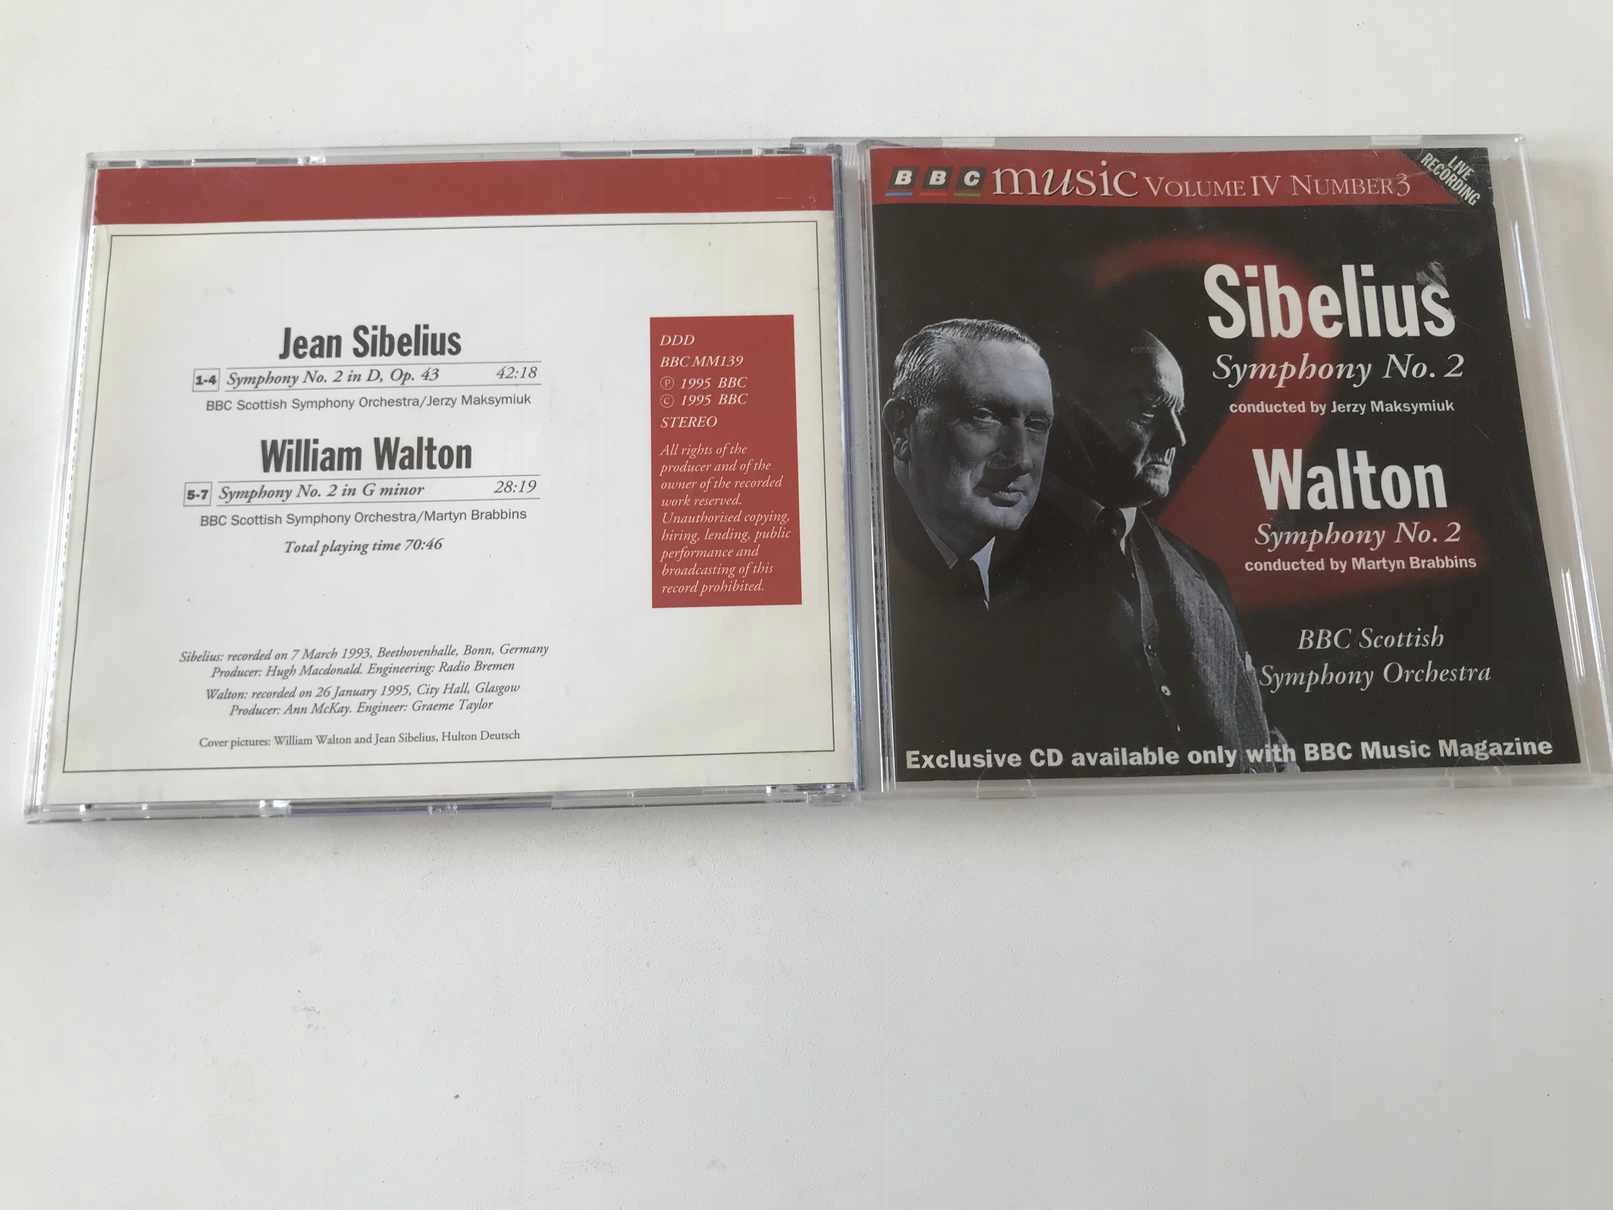 Jean Sibelius
1-4 Symphony No. 2 in D, Op. 43 42:18
BBC Scottish Symphony Orchestra/Jerzy Maksymiuk
William Walton
5-7 Symphony No. 2 in G minor 28:19
BBC Scottish Symphony Orchestra/Martyn Brabbins
Total playing time 70:46
Sibelius: recorded on 7 March 1993, Beethovenhalle, Bonn, Germany
Producer: Hugh Macdonald. Engineering: Radio Bremen
Walton: recorded on 26 January 1995, City Hall, Glasgow
Producer: Ann McKay. Engineer: Graeme Taylor
Cover pictures: William Walton and Jean Sibelius, Hulton Deutsch
DDD
BBC MM139
℗ 1995 BBC
© 1995 BBC
STEREO
All rights of the
producer and of the
owner of the recorded
work reserved.
Unauthorised copying,
hiring, lending, public
performance and
broadcasting of this
record prohibited.
BBC music VOLUME IV NUMBER 3
LIVE
RECORDING
2
Sibelius
Symphony No. 2
conducted by Jerzy Maksymiuk
Walton
Symphony No. 2
conducted by Martyn Brabbins
BBC Scottish
Symphony Orchestra
Exclusive CD available only with BBC Music Magazine